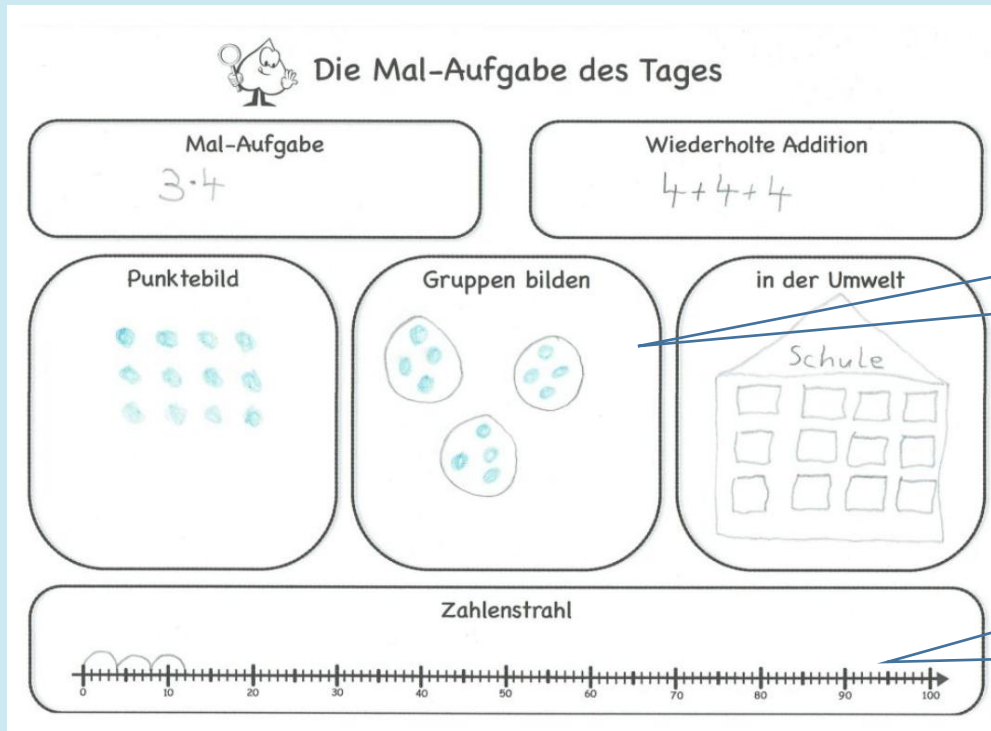 Die Mal-Aufgabe des Tages
Mal-Aufgabe
3·4
Wiederholte Addition
4+4+4
Punktebild
Gruppen bilden
in der Umwelt
Schule
Zahlenstrahl
0 10 20 30 40 50 60 70 80 90 100